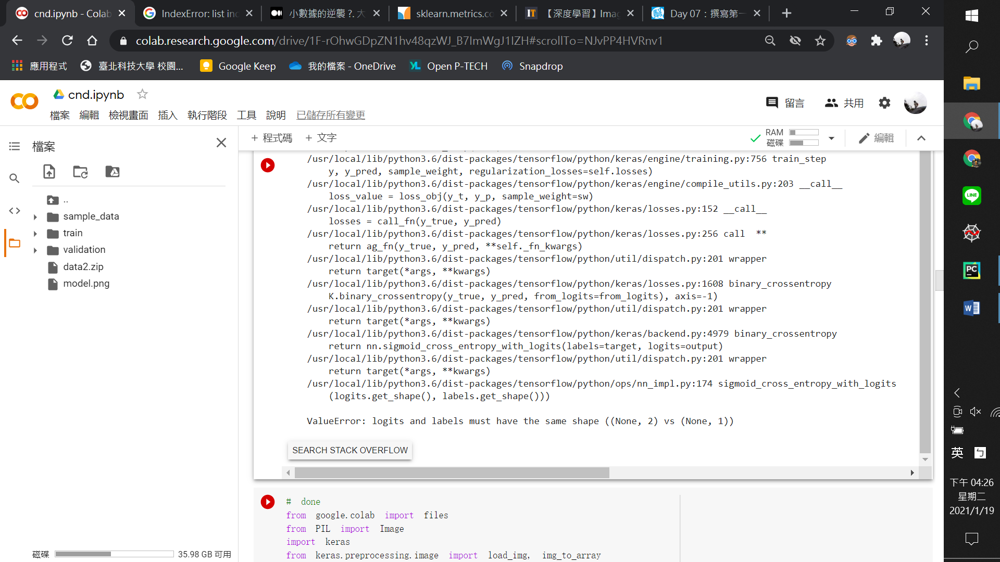 cnd.ipynb - Colab
IndexError: list in
小數據的逆襲?. 大
sklearn.metrics.co
【深度學習】Imag
Day 07：撰寫第一
colab.research.google.com/drive/1F-rOhwGDpZN1hv48qzWJ_B7ImWgJ1IZH#scrollTo=NJvPP4HVRnv1
應用程式
臺北科技大學 校園...
Google Keep
我的檔案 - OneDrive
Open P-TECH
Snapdrop
cnd.ipynb
檔案 編輯 檢視畫面 插入 執行階段 工具 說明 已儲存所有變更
留言
共用
檔案
..
sample_data
train
validation
data2.zip
model.png
磁碟 35.98 GB 可用
+ 程式碼 + 文字
RAM
磁碟
編輯
/usr/local/lib/python3.6/dist-packages/tensorflow/python/keras/engine/training.py:756 train_step
y, y_pred, sample_weight, regularization_losses=self.losses)
/usr/local/lib/python3.6/dist-packages/tensorflow/python/keras/engine/compile_utils.py:203 __call__
loss_value = loss_obj(y_t, y_p, sample_weight=sw)
/usr/local/lib/python3.6/dist-packages/tensorflow/python/keras/losses.py:152 __call__
losses = call_fn(y_true, y_pred)
/usr/local/lib/python3.6/dist-packages/tensorflow/python/keras/losses.py:256 call  **
return ag_fn(y_true, y_pred, **self._fn_kwargs)
/usr/local/lib/python3.6/dist-packages/tensorflow/python/util/dispatch.py:201 wrapper
return target(*args, **kwargs)
/usr/local/lib/python3.6/dist-packages/tensorflow/python/keras/losses.py:1608 binary_crossentropy
K.binary_crossentropy(y_true, y_pred, from_logits=from_logits), axis=-1)
/usr/local/lib/python3.6/dist-packages/tensorflow/python/util/dispatch.py:201 wrapper
return target(*args, **kwargs)
/usr/local/lib/python3.6/dist-packages/tensorflow/python/keras/backend.py:4979 binary_crossentropy
return nn.sigmoid_cross_entropy_with_logits(labels=target, logits=output)
/usr/local/lib/python3.6/dist-packages/tensorflow/python/util/dispatch.py:201 wrapper
return target(*args, **kwargs)
/usr/local/lib/python3.6/dist-packages/tensorflow/python/ops/nn_impl.py:174 sigmoid_cross_entropy_with_logits
(logits.get_shape(), labels.get_shape()))
ValueError: logits and labels must have the same shape ((None, 2) vs (None, 1))
SEARCH STACK OVERFLOW
# done
from google.colab import files
from PIL import Image
import keras
from keras.preprocessing.image import load_img, img_to_array
LINE
PC
W
英 ㄅ
下午 04:26
星期二
2021/1/19